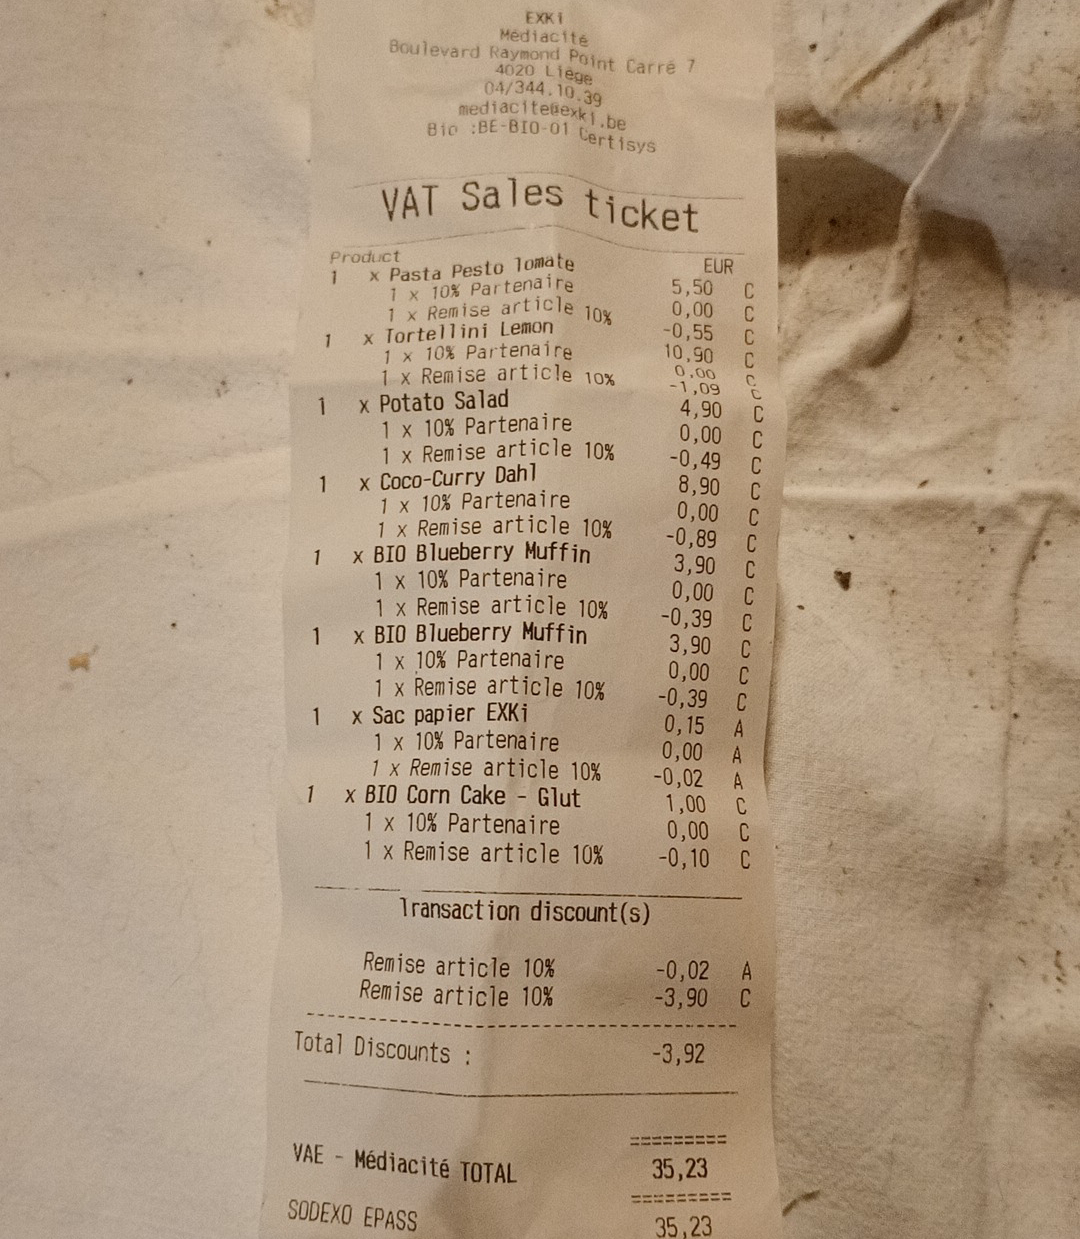 EXKi
Médiacité
Boulevard Raymond Point Carré 7
4020 Liège
04/344.10.39
mediacite@exki.be
Bio :BE-BIO-01 Certisys
VAT Sales ticket
Product EUR
1 x Pasta Pesto Tomate 5,50 C
1 x 10% Partenaire 0,00 C
1 x Remise article 10% -0,55 C
1 x Tortellini Lemon 10,90 C
1 x 10% Partenaire 0,00 C
1 x Remise article 10% -1,09 C
1 x Potato Salad 4,90 C
1 x 10% Partenaire 0,00 C
1 x Remise article 10% -0,49 C
1 x Coco-Curry Dahl 8,90 C
1 x 10% Partenaire 0,00 C
1 x Remise article 10% -0,89 C
1 x BIO Blueberry Muffin 3,90 C
1 x 10% Partenaire 0,00 C
1 x Remise article 10% -0,39 C
1 x BIO Blueberry Muffin 3,90 C
1 x 10% Partenaire 0,00 C
1 x Remise article 10% -0,39 C
1 x Sac papier EXKi 0,15 A
1 x 10% Partenaire 0,00 A
1 x Remise article 10% -0,02 A
1 x BIO Corn Cake - Glut 1,00 C
1 x 10% Partenaire 0,00 C
1 x Remise article 10% -0,10 C
Transaction discount(s)
Remise article 10% -0,02 A
Remise article 10% -3,90 C
Total Discounts : -3,92
=========
VAE - Médiacité TOTAL 35,23
=========
SODEXO EPASS 35,23